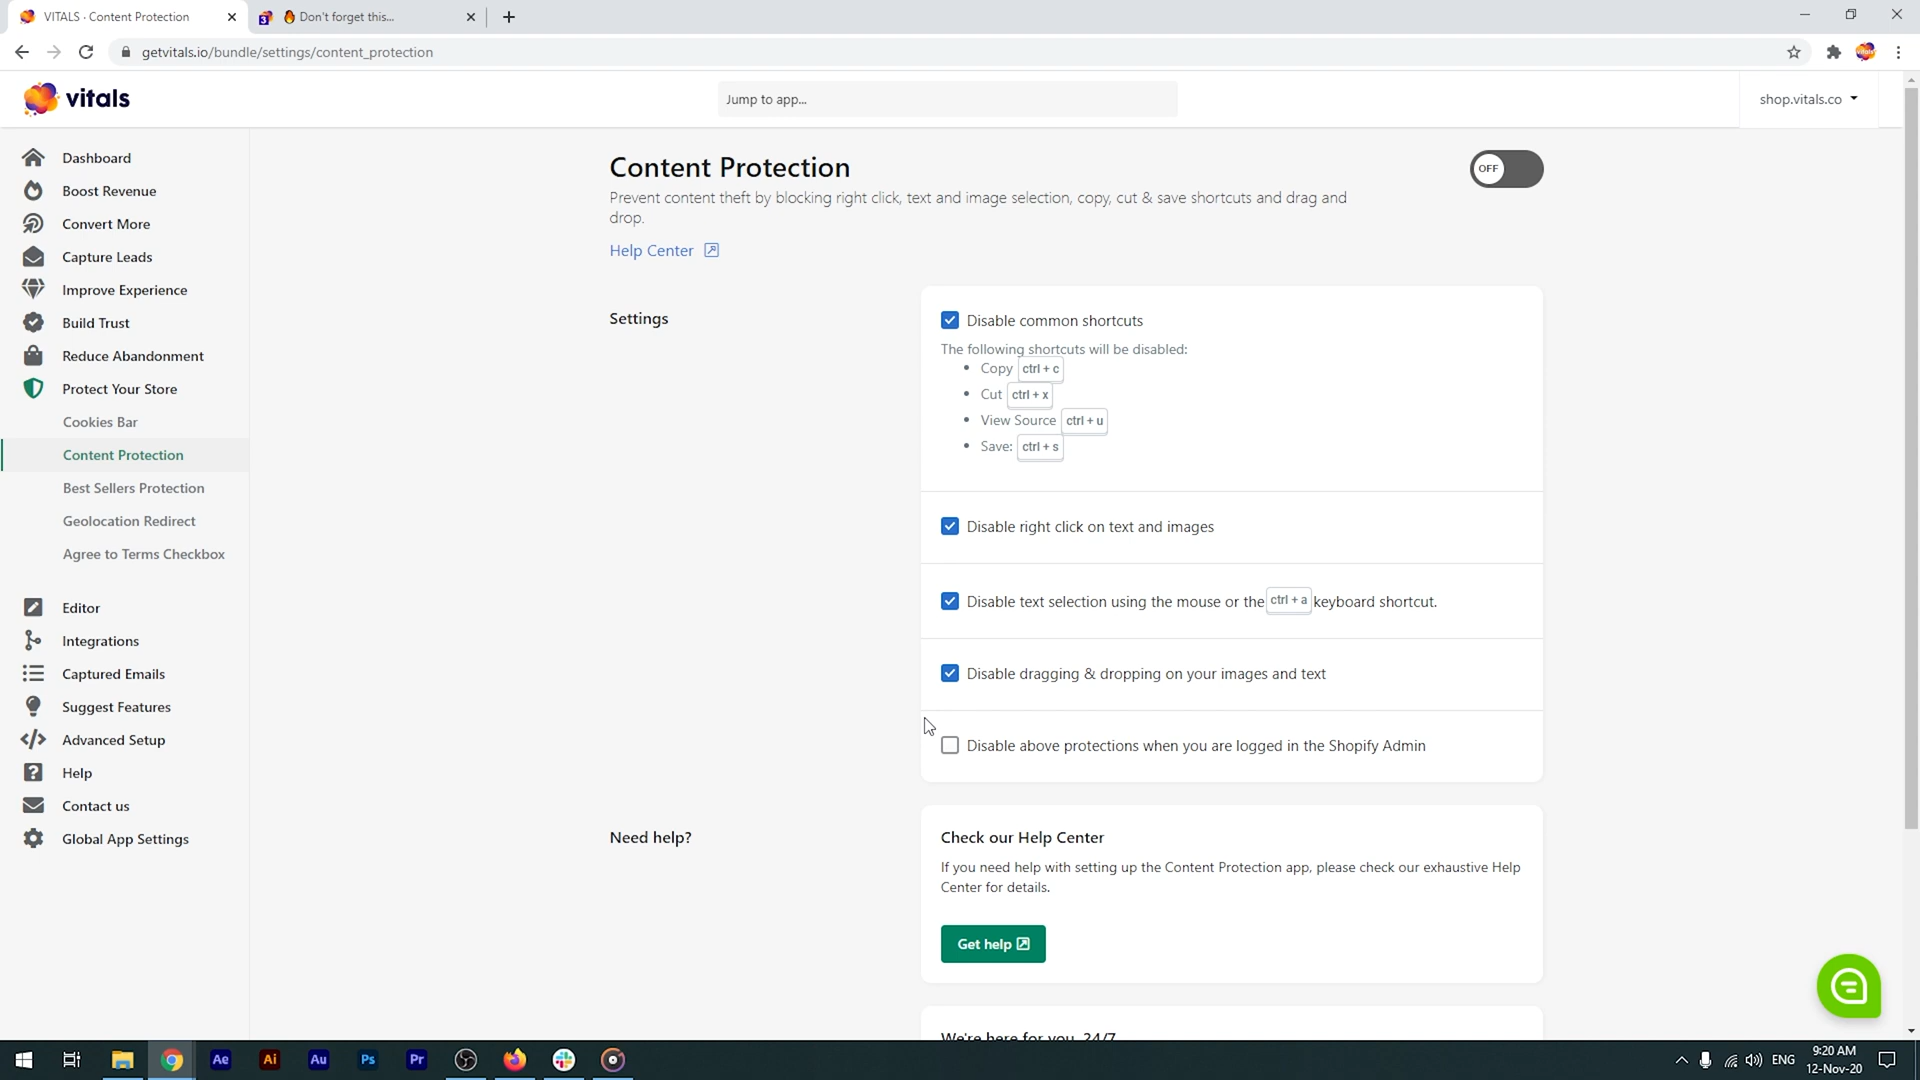 VITALS · Content Protection
3
Don't forget this...
getvitals.io/bundle/settings/content_protection
vitals
Jump to app...
shop.vitals.co
Dashboard
Boost Revenue
Convert More
Capture Leads
Improve Experience
Build Trust
Reduce Abandonment
Protect Your Store
Cookies Bar
Content Protection
Best Sellers Protection
Geolocation Redirect
Agree to Terms Checkbox
Editor
Integrations
Captured Emails
Suggest Features
Advanced Setup
Help
Contact us
Global App Settings
Content Protection
OFF
Prevent content theft by blocking right click, text and image selection, copy, cut & save shortcuts and drag and
drop.
Help Center
Settings
Disable common shortcuts
The following shortcuts will be disabled:
• Copy ctrl + c
• Cut ctrl + x
• View Source ctrl + u
• Save: ctrl + s
Disable right click on text and images
Disable text selection using the mouse or the ctrl + a keyboard shortcut.
Disable dragging & dropping on your images and text
Disable above protections when you are logged in the Shopify Admin
Need help?
Check our Help Center
If you need help with setting up the Content Protection app, please check our exhaustive Help
Center for details.
Get help
We're here for you, 24/7
Ae
Ai
Au
Ps
Pr
ENG
9:20 AM
12-Nov-20